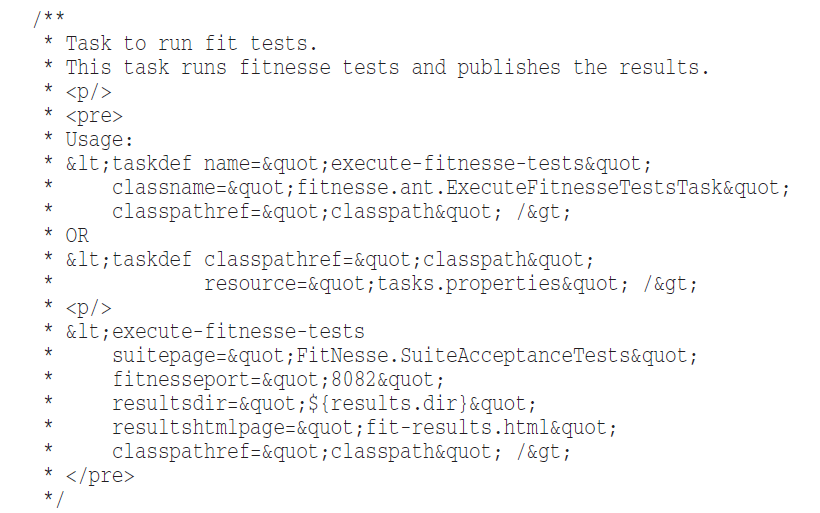 /**
 * Task to run fit tests.
 * This task runs fitnesse tests and publishes the results.
 * <p/>
 * <pre>
 * Usage:
 * &lt;taskdef name=&quot;execute-fitnesse-tests&quot;
 *     classname=&quot;fitnesse.ant.ExecuteFitnesseTestsTask&quot;
 *     classpathref=&quot;classpath&quot; /&gt;
 * OR
 * &lt;taskdef classpathref=&quot;classpath&quot;
 *             resource=&quot;tasks.properties&quot; /&gt;
 * <p/>
 * &lt;execute-fitnesse-tests
 *     suitepage=&quot;FitNesse.SuiteAcceptanceTests&quot;
 *     fitnesseport=&quot;8082&quot;
 *     resultsdir=&quot;${results.dir}&quot;
 *     resultshtmlpage=&quot;fit-results.html&quot;
 *     classpathref=&quot;classpath&quot; /&gt;
 * </pre>
 */